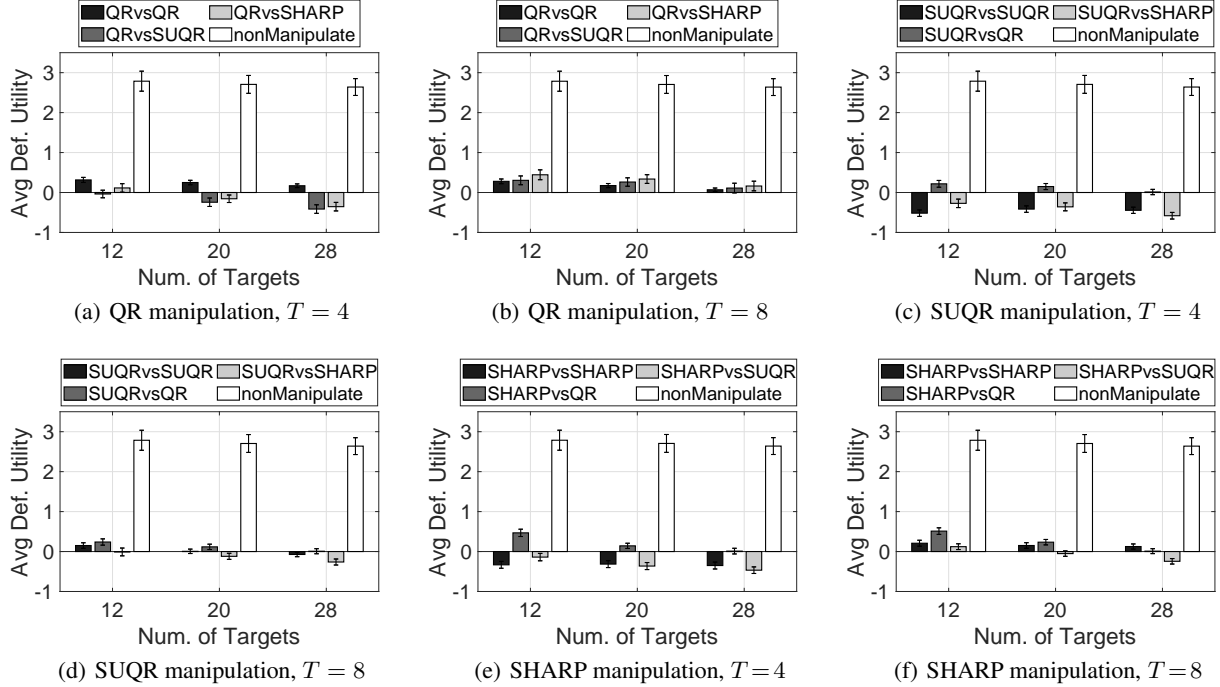 QRvsQR QRvsSHARP
QRvsSUQR nonManipulate
Avg Def. Utility
3
2
1
0
-1
12 20 28
Num. of Targets
(a) QR manipulation, T = 4
QRvsQR QRvsSHARP
QRvsSUQR nonManipulate
Avg Def. Utility
3
2
1
0
-1
12 20 28
Num. of Targets
(b) QR manipulation, T = 8
SUQRvsSUQR SUQRvsSHARP
SUQRvsQR nonManipulate
Avg Def. Utility
3
2
1
0
-1
12 20 28
Num. of Targets
(c) SUQR manipulation, T = 4
SUQRvsSUQR SUQRvsSHARP
SUQRvsQR nonManipulate
Avg Def. Utility
3
2
1
0
-1
12 20 28
Num. of Targets
(d) SUQR manipulation, T = 8
SHARPvsSHARP SHARPvsSUQR
SHARPvsQR nonManipulate
Avg Def. Utility
3
2
1
0
-1
12 20 28
Num. of Targets
(e) SHARP manipulation, T = 4
SHARPvsSHARP SHARPvsSUQR
SHARPvsQR nonManipulate
Avg Def. Utility
3
2
1
0
-1
12 20 28
Num. of Targets
(f) SHARP manipulation, T = 8